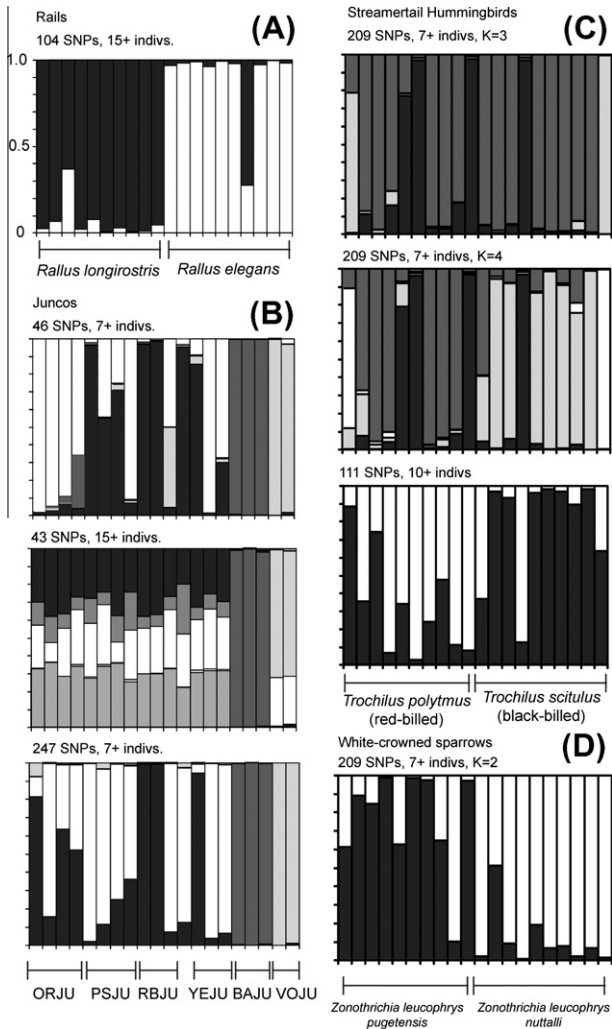 Rails
(A)
104 SNPs, 15+ indivs.
1.0
0.5
0
Rallus longirostris
Rallus elegans
Juncos
(B)
46 SNPs, 7+ indivs.
43 SNPs, 15+ indivs.
247 SNPs, 7+ indivs.
ORJU
PSJU
RBJU
YEJU
BAJU
VOJU
Streamertail Hummingbirds
(C)
209 SNPs, 7+ indivs, K=3
209 SNPs, 7+ indivs, K=4
111 SNPs, 10+ indivs
Trochilus polytmus
(red-billed)
Trochilus scitulus
(black-billed)
White-crowned sparrows
(D)
209 SNPs, 7+ indivs, K=2
Zonothrichia leucophrys
pugetensis
Zonothrichia leucophrys
nuttalli